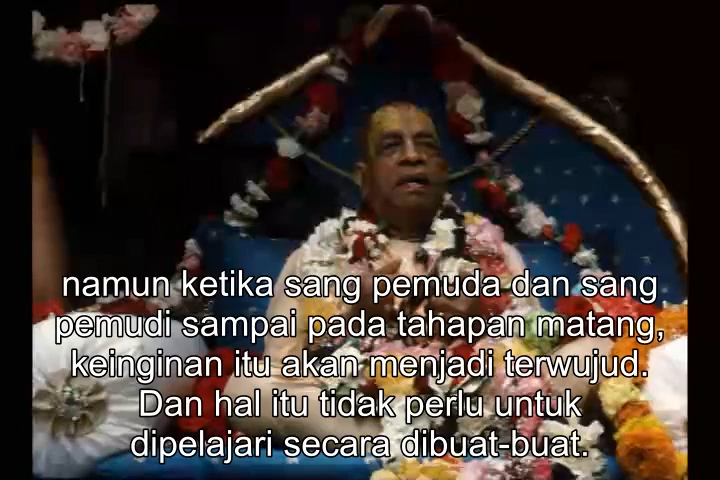 namun ketika sang pemuda dan sang
pemudi sampai pada tahapan matang,
keinginan itu akan menjadi terwujud.
Dan hal itu tidak perlu untuk
dipelajari secara dibuat-buat.